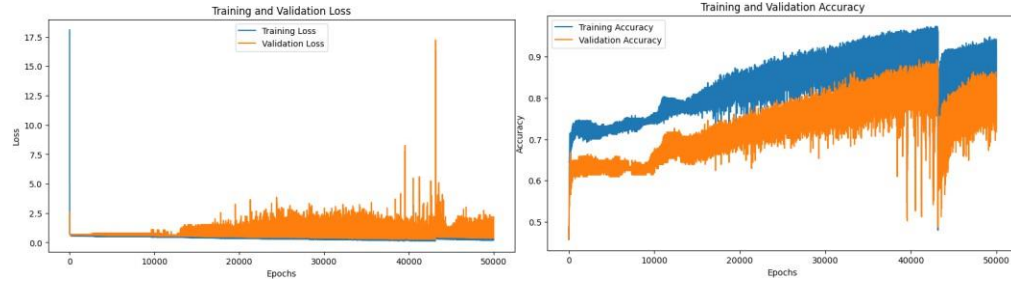 Training and Validation Loss
Training Loss
Validation Loss
17.5
15.0
12.5
10.0
7.5
5.0
2.5
0.0
Loss
0
10000
20000
30000
40000
50000
Epochs
Training and Validation Accuracy
Training Accuracy
Validation Accuracy
0.9
0.8
0.7
0.6
0.5
Accuracy
0
10000
20000
30000
40000
50000
Epochs